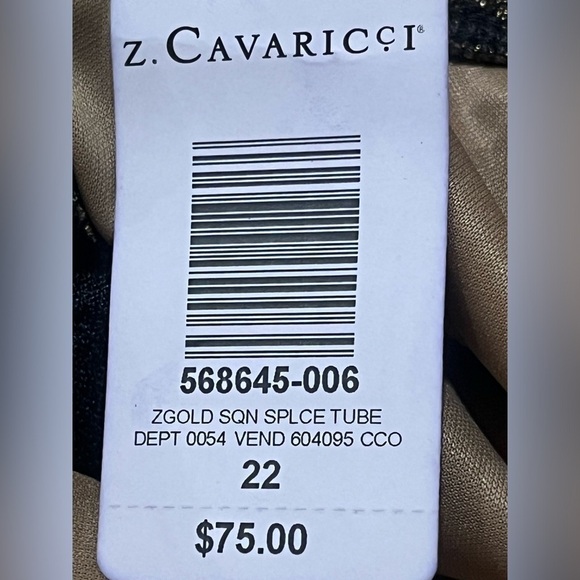 Z. CAVARICCI®
568645-006
ZGOLD SQN SPLCE TUBE
DEPT 0054 VEND 604095 CCO
22
$75.00